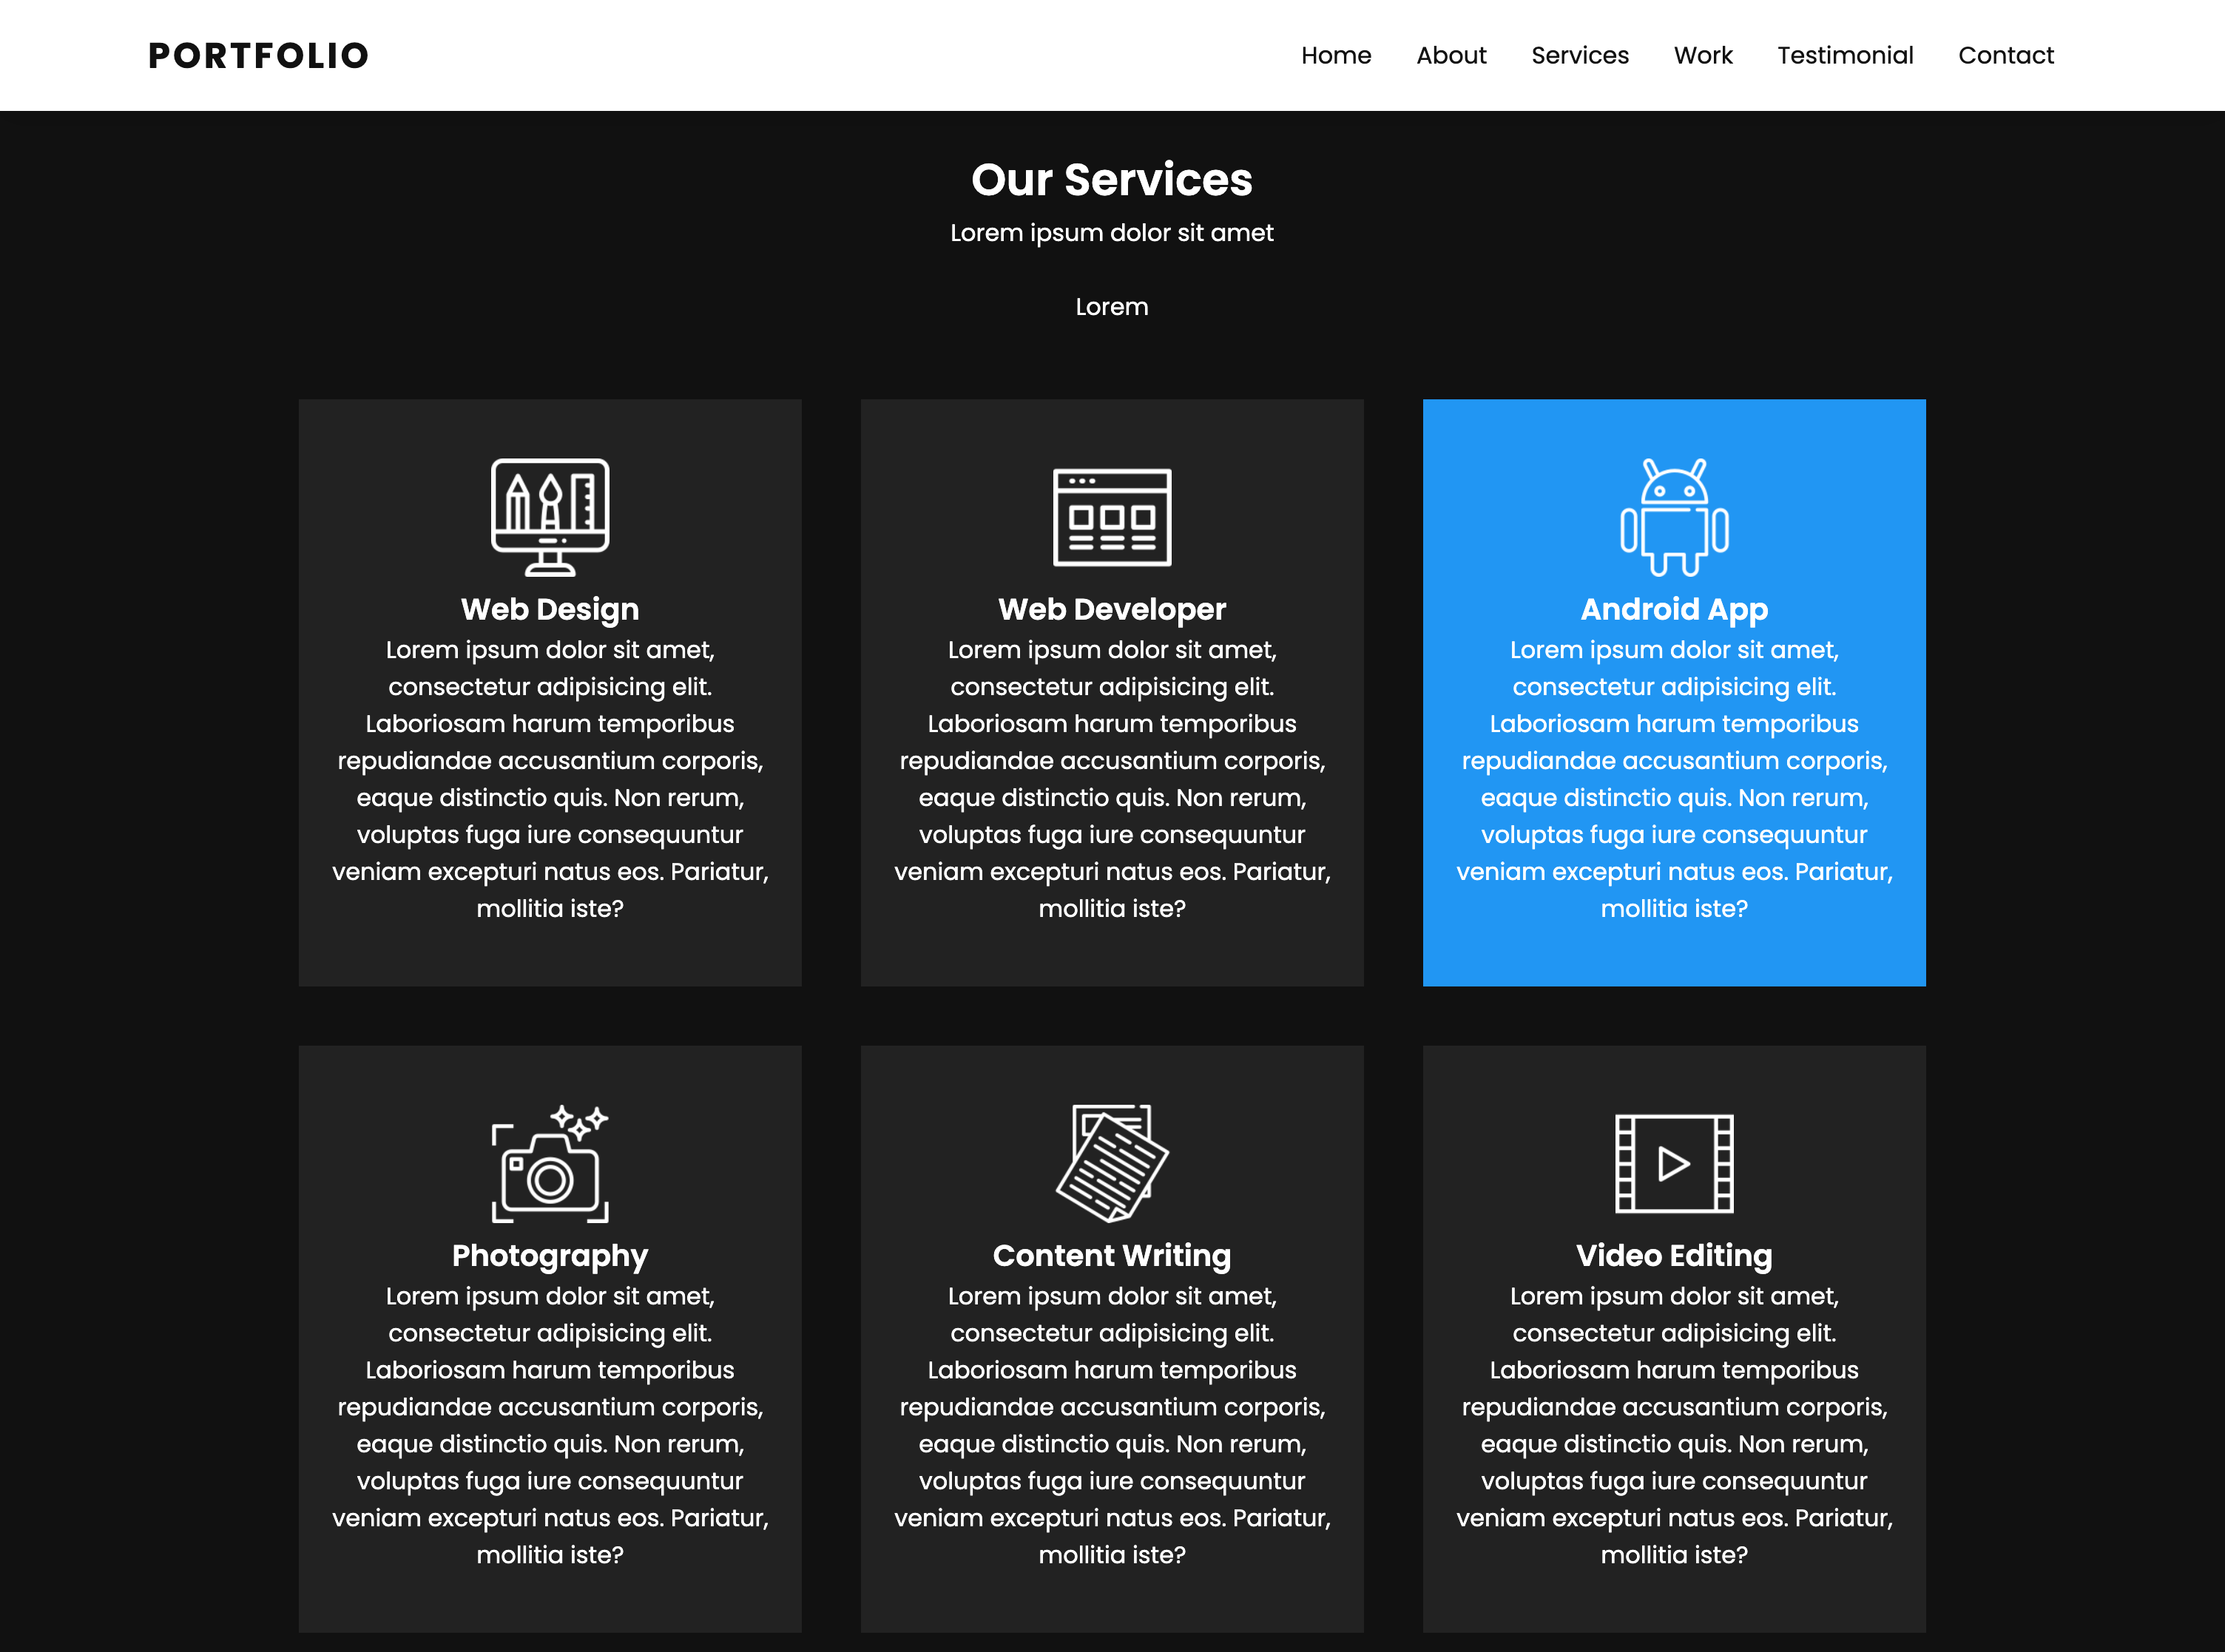 PORTFOLIO
Home About Services Work Testimonial Contact
Our Services
Lorem ipsum dolor sit amet
Lorem
Web Design
Lorem ipsum dolor sit amet,
consectetur adipisicing elit.
Laboriosam harum temporibus
repudiandae accusantium corporis,
eaque distinctio quis. Non rerum,
voluptas fuga iure consequuntur
veniam excepturi natus eos. Pariatur,
mollitia iste?
Web Developer
Lorem ipsum dolor sit amet,
consectetur adipisicing elit.
Laboriosam harum temporibus
repudiandae accusantium corporis,
eaque distinctio quis. Non rerum,
voluptas fuga iure consequuntur
veniam excepturi natus eos. Pariatur,
mollitia iste?
Android App
Lorem ipsum dolor sit amet,
consectetur adipisicing elit.
Laboriosam harum temporibus
repudiandae accusantium corporis,
eaque distinctio quis. Non rerum,
voluptas fuga iure consequuntur
veniam excepturi natus eos. Pariatur,
mollitia iste?
Photography
Lorem ipsum dolor sit amet,
consectetur adipisicing elit.
Laboriosam harum temporibus
repudiandae accusantium corporis,
eaque distinctio quis. Non rerum,
voluptas fuga iure consequuntur
veniam excepturi natus eos. Pariatur,
mollitia iste?
Content Writing
Lorem ipsum dolor sit amet,
consectetur adipisicing elit.
Laboriosam harum temporibus
repudiandae accusantium corporis,
eaque distinctio quis. Non rerum,
voluptas fuga iure consequuntur
veniam excepturi natus eos. Pariatur,
mollitia iste?
Video Editing
Lorem ipsum dolor sit amet,
consectetur adipisicing elit.
Laboriosam harum temporibus
repudiandae accusantium corporis,
eaque distinctio quis. Non rerum,
voluptas fuga iure consequuntur
veniam excepturi natus eos. Pariatur,
mollitia iste?